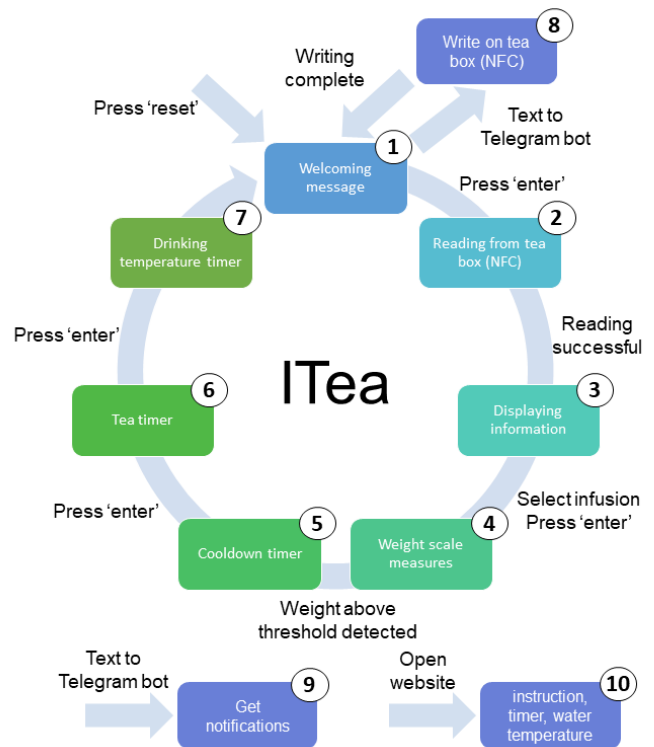 8
Write on tea
box (NFC)
Writing
complete
Press ‘reset’
Text to
Telegram bot
1
Welcoming
message
Press ‘enter’
7
Drinking
temperature timer
2
Reading from tea
box (NFC)
Press ‘enter’
Reading
successful
ITea
6
Tea timer
3
Displaying
information
Press ‘enter’
Select infusion
Press ‘enter’
5
Cooldown timer
4
Weight scale
measures
Weight above
threshold detected
Text to
Telegram bot
9
Get
notifications
Open
website
10
instruction,
timer, water
temperature